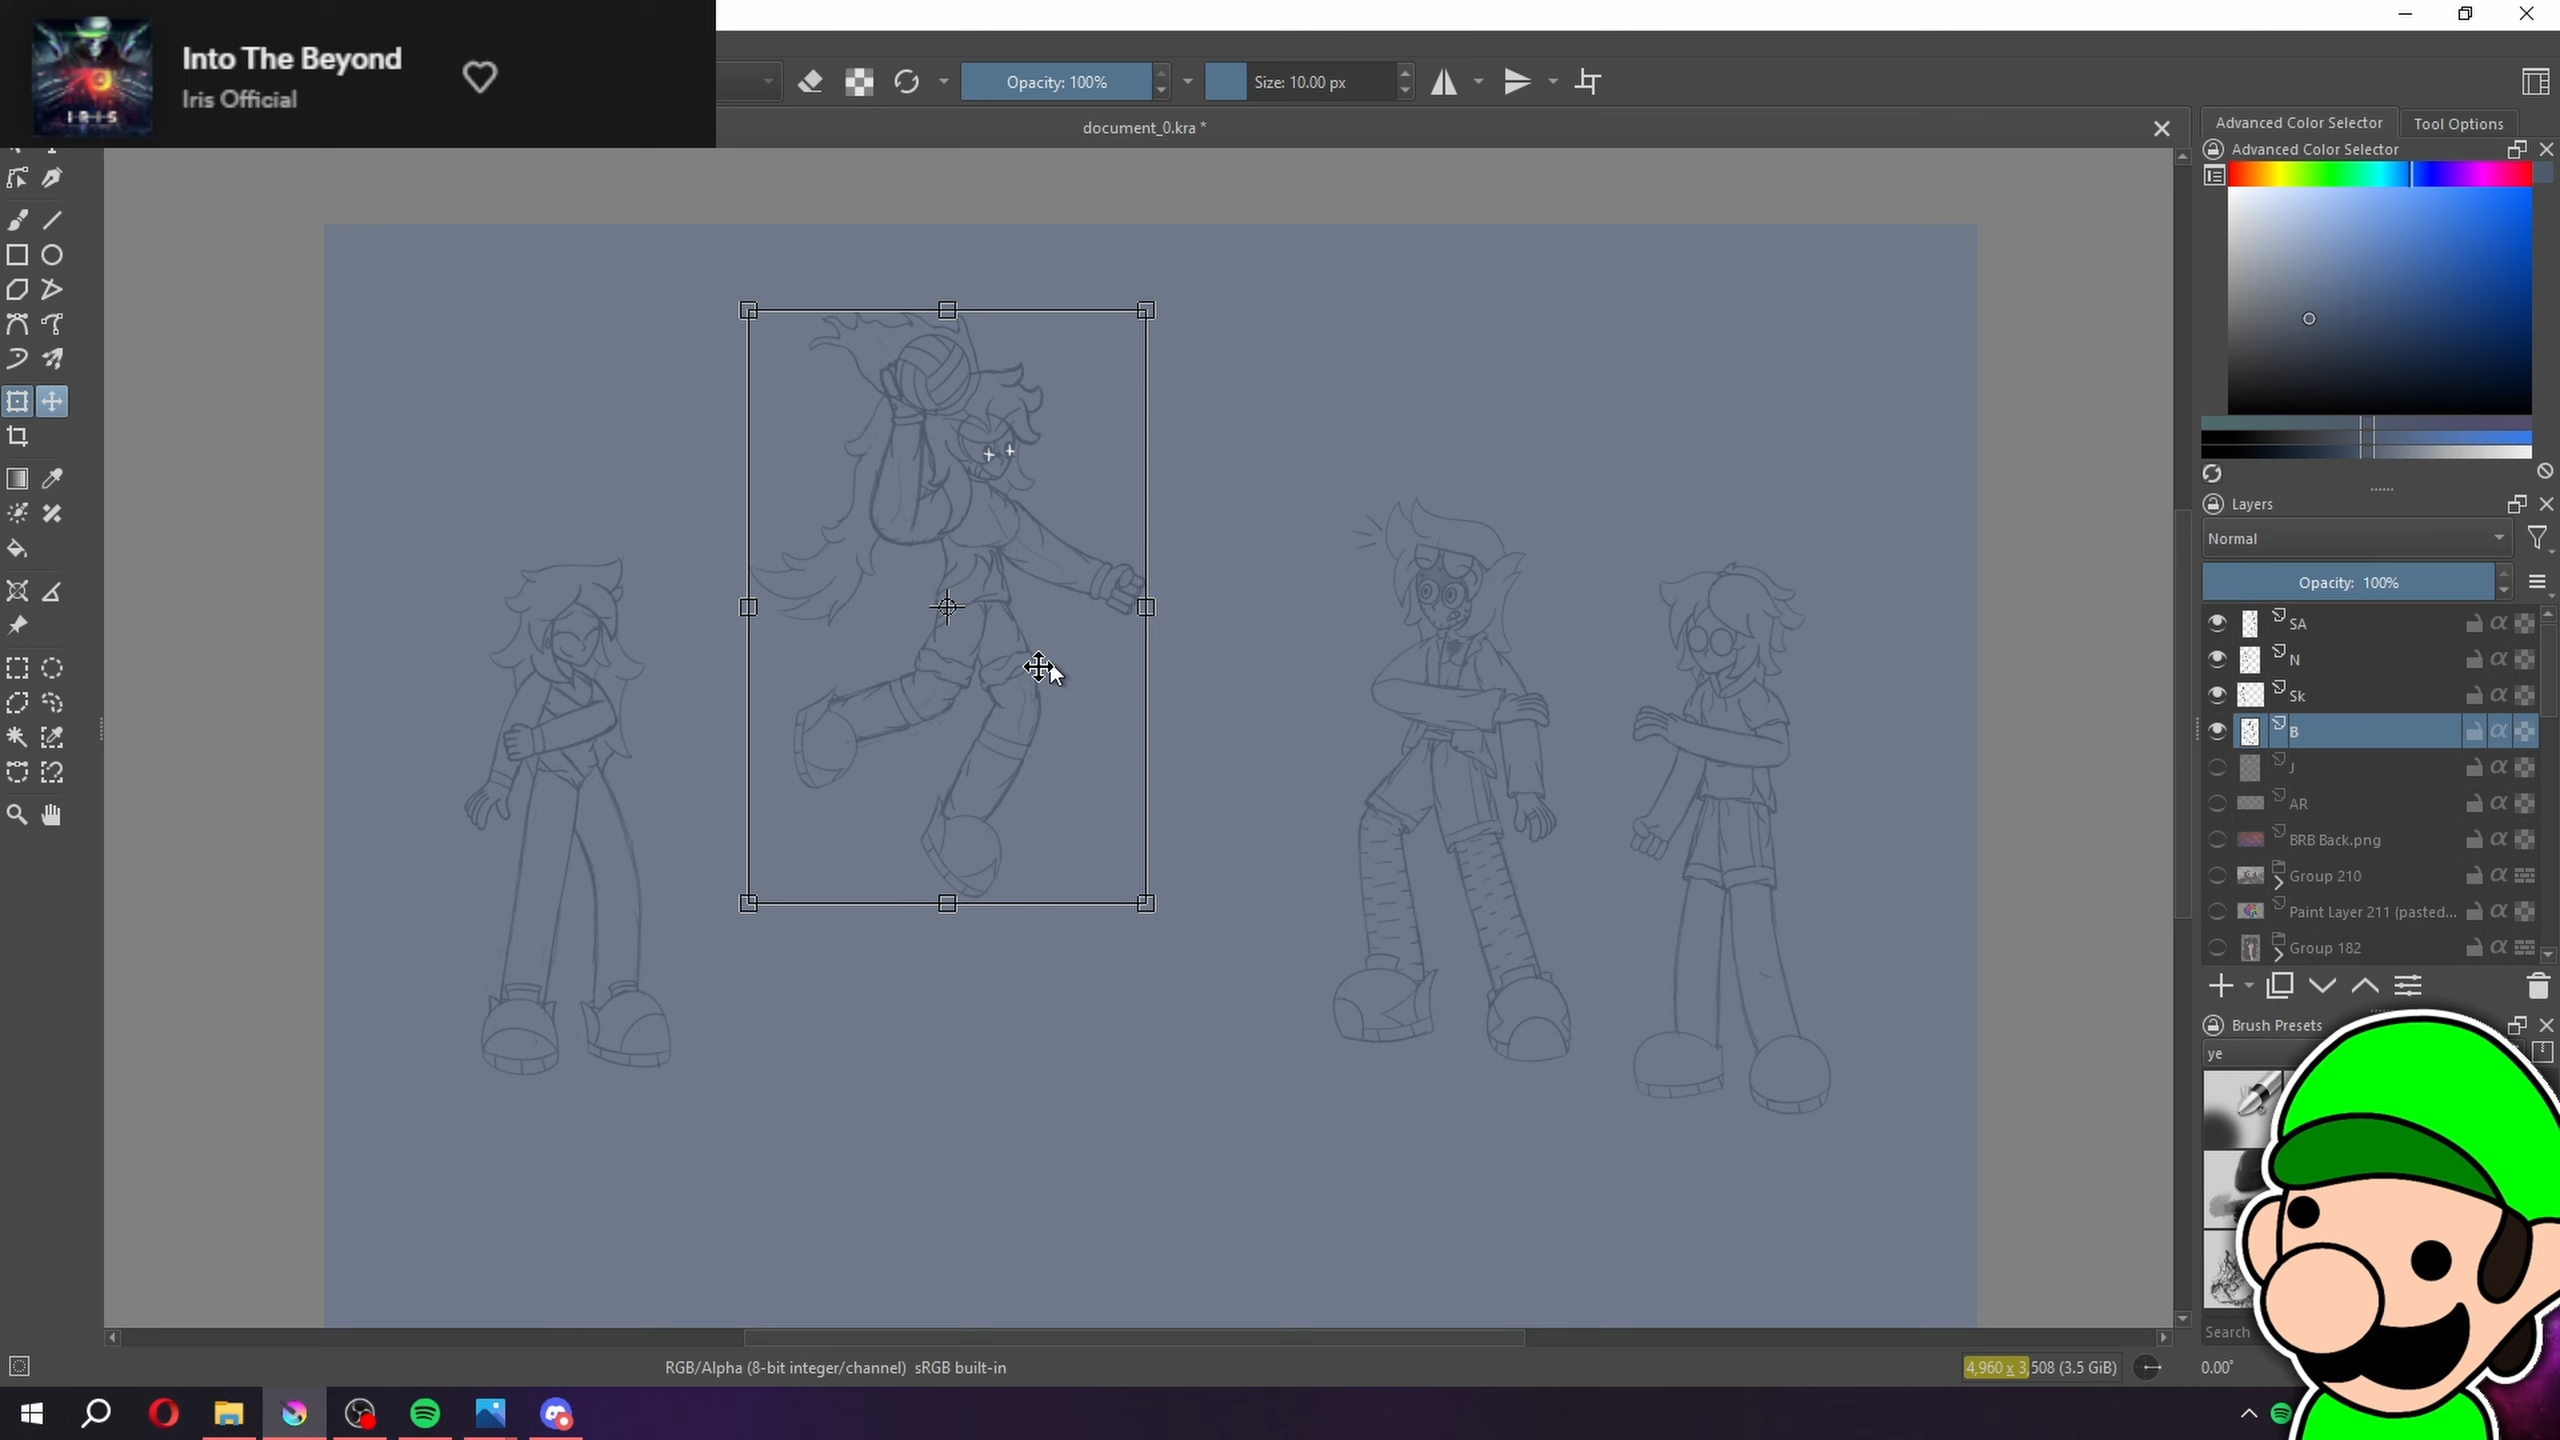 Into The Beyond
Iris Official
IRIS
Opacity: 100%
Size: 10.00 px
document_0.kra *
Advanced Color Selector
Tool Options
Advanced Color Selector
Layers
Normal
Opacity: 100%
SA
N
Sk
B
J
AR
BRB Back.png
Group 210
Paint Layer 211 (pasted...
Group 182
Brush Presets
ye
Search
RGB/Alpha (8-bit integer/channel) sRGB built-in
4,960 x 3,508 (3.5 GiB)
0.00°